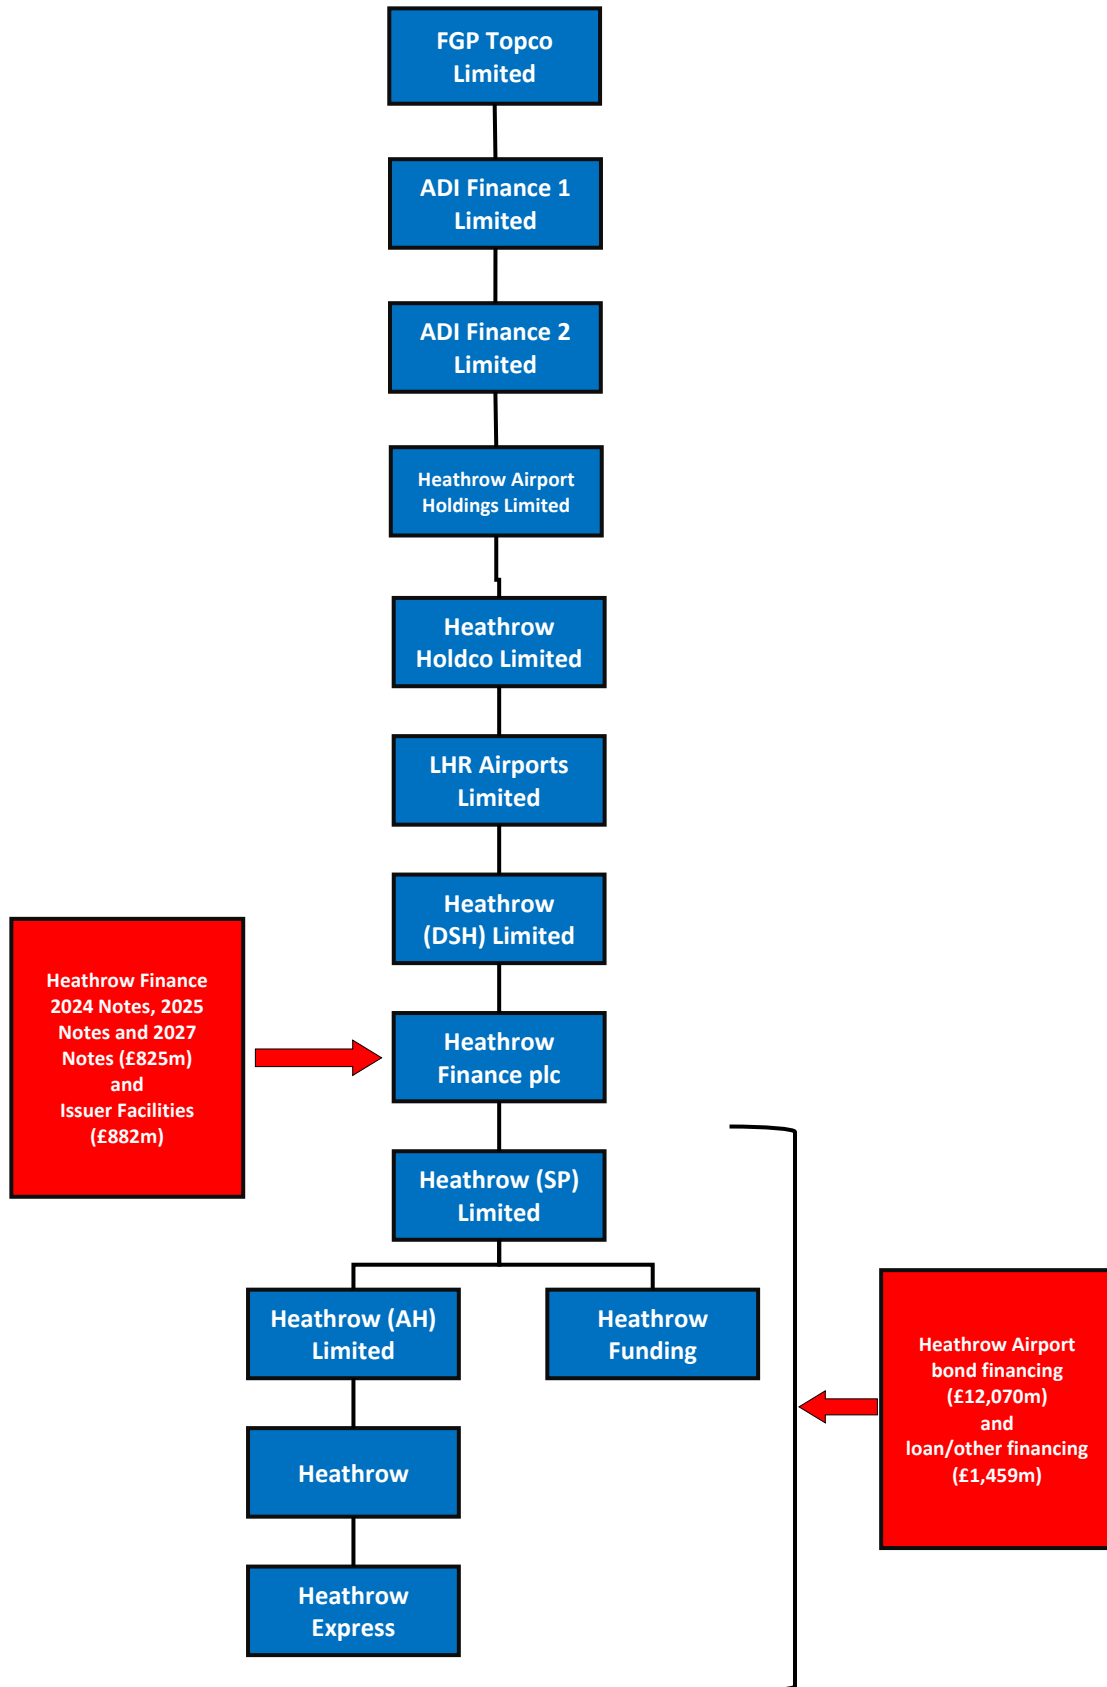 FGP Topco
Limited
ADI Finance 1
Limited
ADI Finance 2
Limited
Heathrow Airport
Holdings Limited
Heathrow
Holdco Limited
LHR Airports
Limited
Heathrow
(DSH) Limited
Heathrow Finance
2024 Notes, 2025
Notes and 2027
Notes (£825m)
and
Issuer Facilities
(£882m)
Heathrow
Finance plc
Heathrow (SP)
Limited
Heathrow (AH)
Limited
Heathrow
Funding
Heathrow Airport
bond financing
(£12,070m)
and
loan/other financing
(£1,459m)
Heathrow
Heathrow
Express